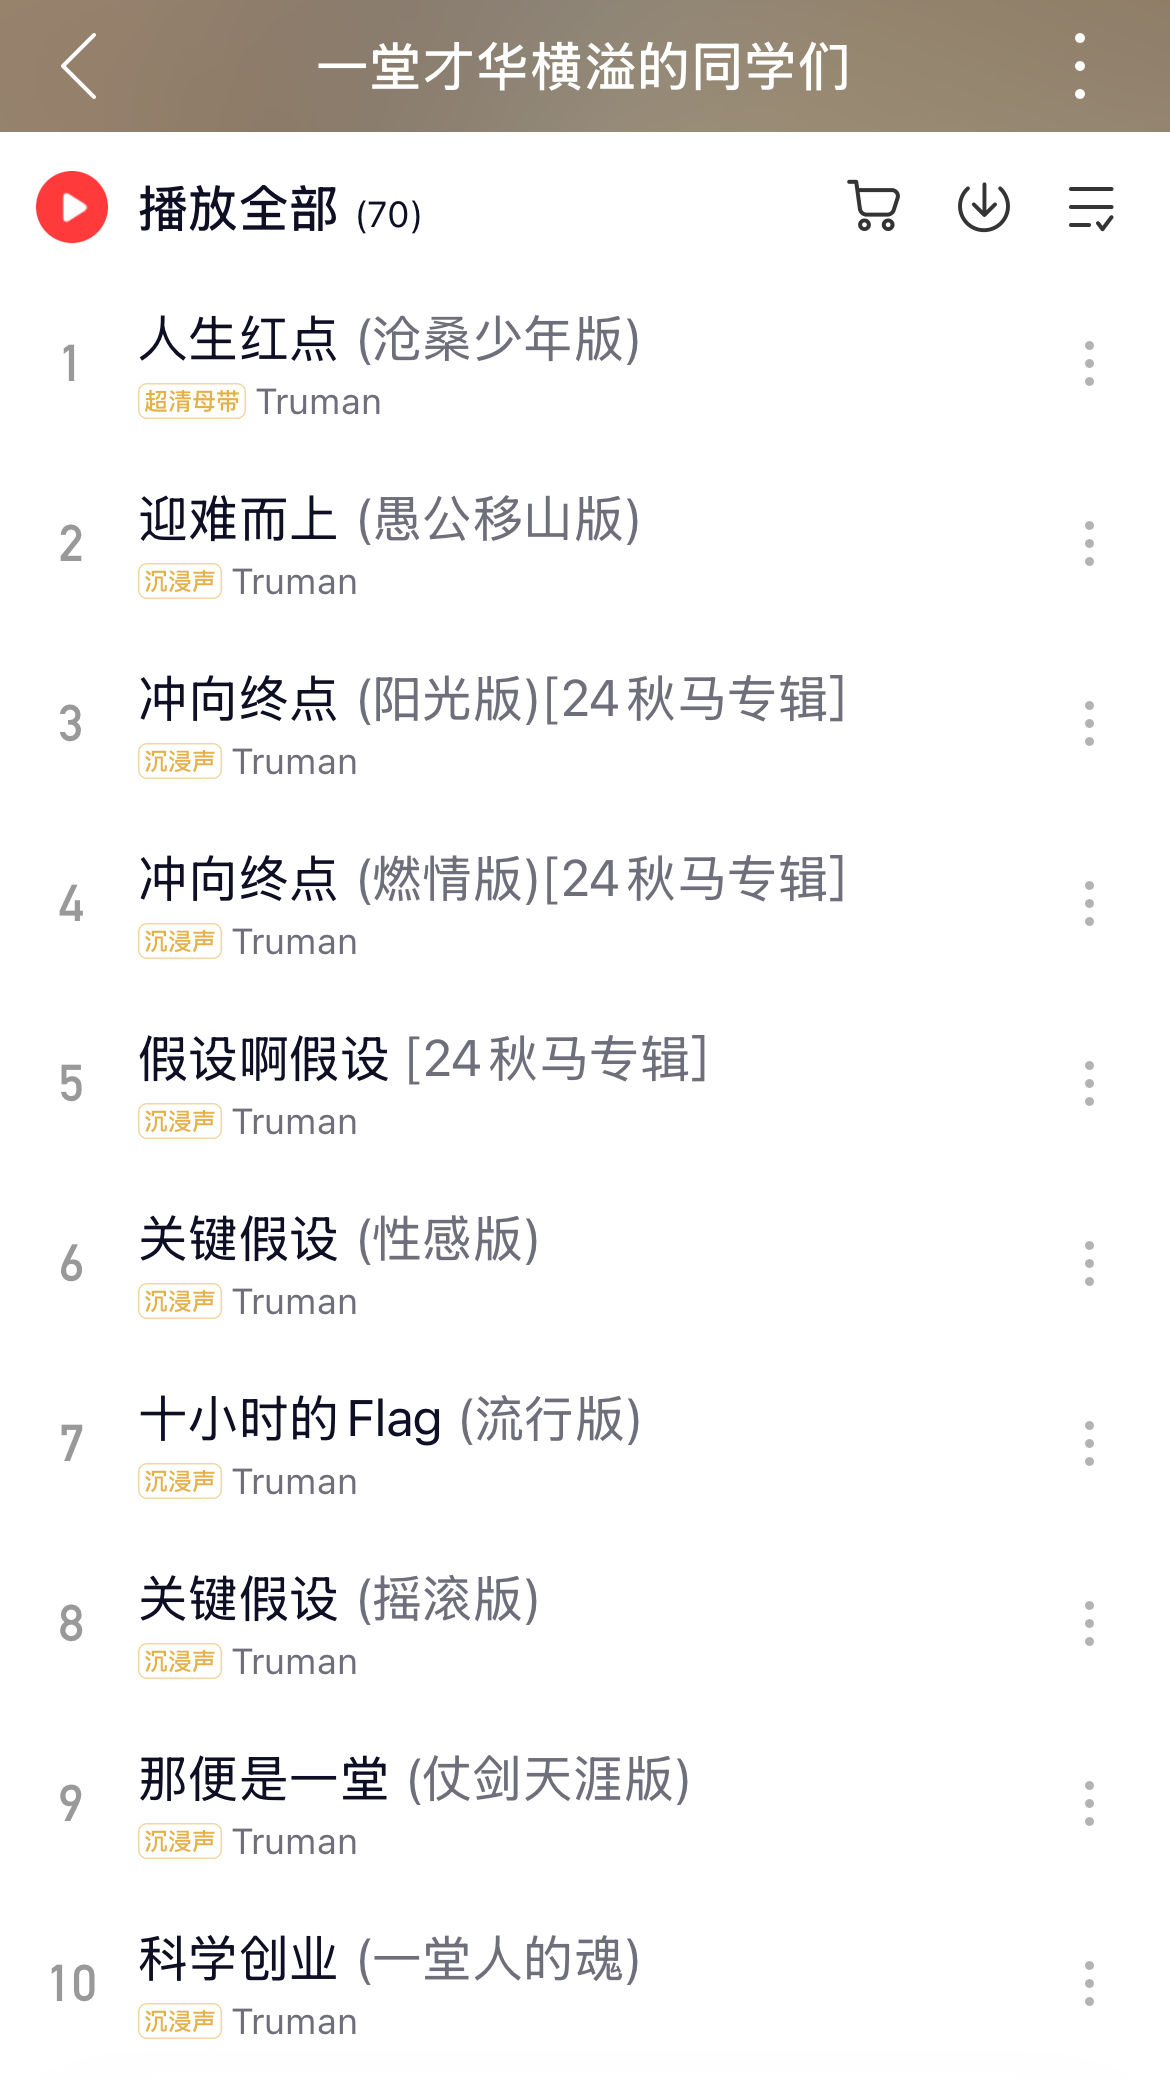 一堂才华横溢的同学们
播放全部 (70)
1
人生红点 (沧桑少年版)
超清母带 Truman
2
迎难而上 (愚公移山版)
沉浸声 Truman
3
冲向终点 (阳光版)[24秋马专辑]
沉浸声 Truman
4
冲向终点 (燃情版)[24秋马专辑]
沉浸声 Truman
5
假设啊假设 [24秋马专辑]
沉浸声 Truman
6
关键假设 (性感版)
沉浸声 Truman
7
十小时的Flag (流行版)
沉浸声 Truman
8
关键假设 (摇滚版)
沉浸声 Truman
9
那便是一堂 (仗剑天涯版)
沉浸声 Truman
10
科学创业 (一堂人的魂)
沉浸声 Truman